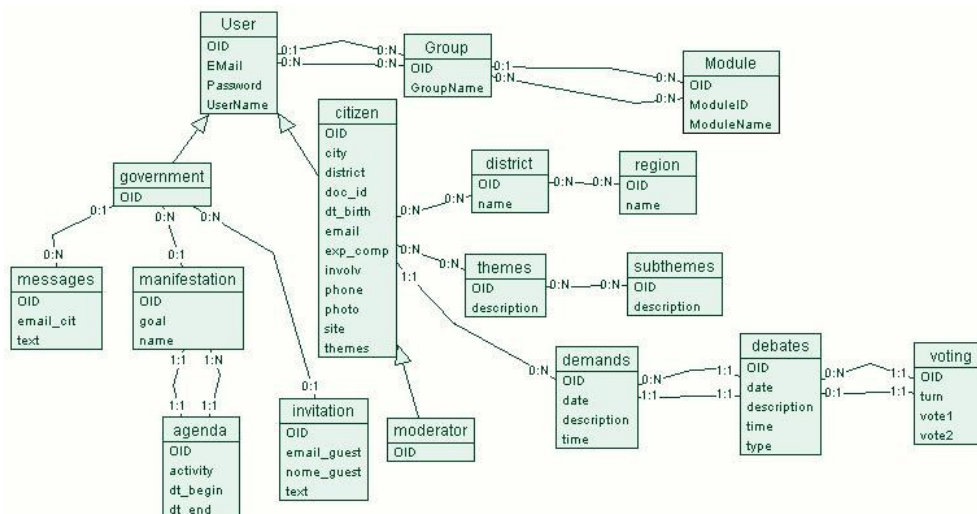 User
OID
EMail
Password
UserName
0:1
0:N
0:N
0:N
Group
OID
GroupName
0:1
0:N
0:N
0:N
Module
OID
ModuleID
ModuleName
citizen
OID
city
district
doc_id
dt_birth
email
exp_comp
involv
phone
photo
site
themes
government
OID
district
OID
name
0:N
0:N
region
OID
name
0:N
0:N
0:N
0:N
1:1
themes
OID
description
0:N
0:N
subthemes
OID
description
0:1
0:N
0:N
0:N
0:1
messages
OID
email_cit
text
manifestation
OID
goal
name
1:1
1:N
1:1
1:1
agenda
OID
activity
dt_begin
dt_end
0:1
invitation
OID
email_guest
nome_guest
text
moderator
OID
0:N
demands
OID
date
description
time
0:N
1:1
1:1
1:1
debates
OID
date
description
time
type
0:N
1:1
0:1
1:1
voting
OID
turn
vote1
vote2